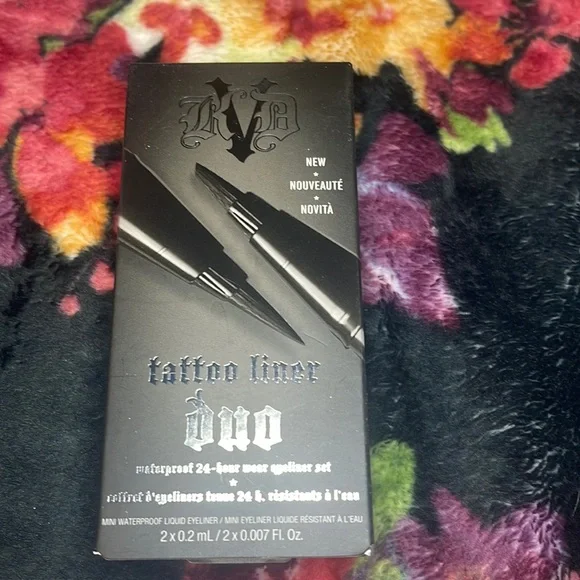 KVD
NEW
★
NOUVEAUTÉ
★
NOVITÀ
tattoo liner
duo
waterproof 24-hour wear eyeliner set
★
coffret d'eyeliners tenue 24 h. résistants à l'eau
MINI WATERPROOF LIQUID EYELINER / MINI EYELINER LIQUIDE RÉSISTANT À L'EAU
2 x 0.2 mL / 2 x 0.007 Fl. Oz.